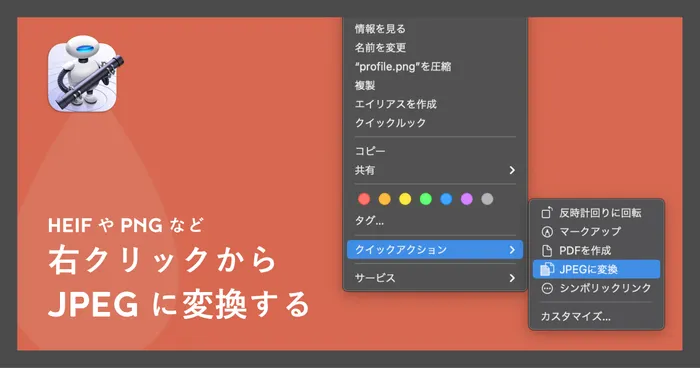 HEIF や PNG など
右クリックから
JPEG に変換する
情報を見る
名前を変更
“profile.png”を圧縮
複製
エイリアスを作成
クイックルック
コピー
共有
タグ...
クイックアクション
サービス
反時計回りに回転
マークアップ
PDFを作成
JPEGに変換
シンボリックリンク
カスタマイズ...